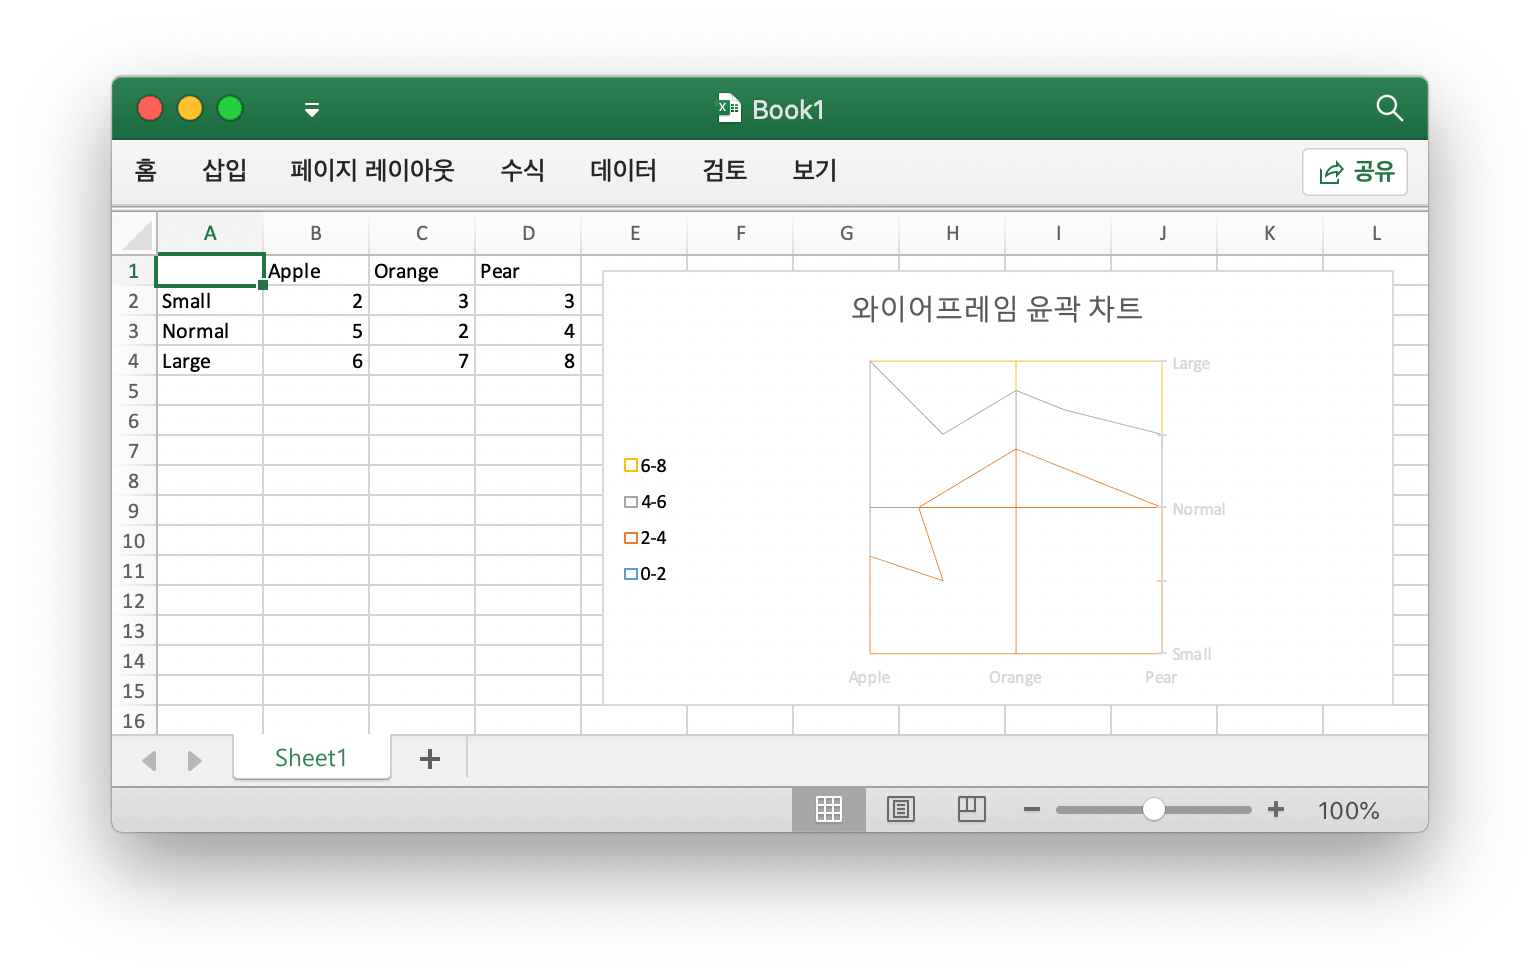 Book1
홈 삽입 페이지 레이아웃 수식 데이터 검토 보기 공유
A B C D E F G H I J K L
1 Apple Orange Pear
2 Small 2 3 3
3 Normal 5 2 4
4 Large 6 7 8
5
6
7
8
9
10
11
12
13
14
15
16
와이어프레임 윤곽 차트
6-8
4-6
2-4
0-2
Large
Normal
Small
Apple Orange Pear
Sheet1
100%